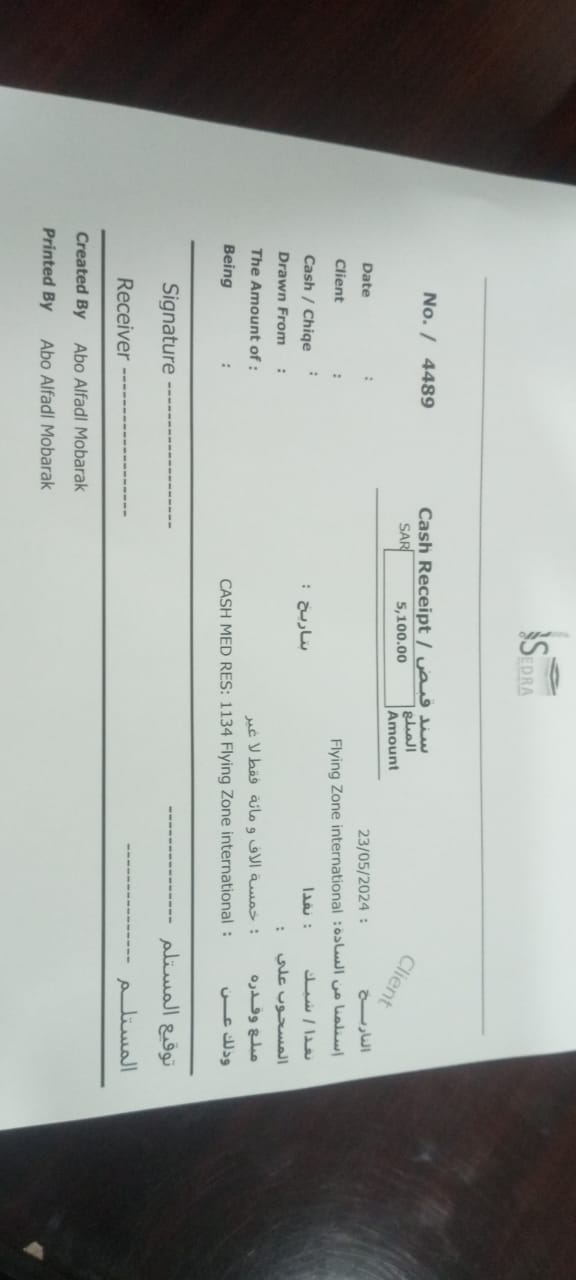 SEDRA
No. / 4489
Cash Receipt / سند قبض
SAR 5,100.00 المبلغ Amount
Client
Date : 23/05/2024 : التاريخ
Client : Flying Zone international : إستلمنا من السادة
Cash / Chiqe : بتاريخ : نقدا : نقدا / شيك
Drawn From : : المسحوب علي
The Amount of : خمسة الاف و مائة فقط لا غير : مبلغ وقدره
Being : CASH MED RES: 1134 Flying Zone international : وذلك عن
Signature ------------------- ---------------- توقيع المستلم
Receiver ------------------- ---------------- المستلم
Created By Abo Alfadl Mobarak
Printed By Abo Alfadl Mobarak